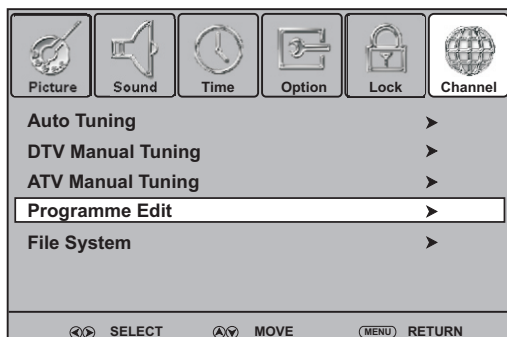 Picture Sound Time Option Lock Channel
Auto Tuning
DTV Manual Tuning
ATV Manual Tuning
Programme Edit
File System
SELECT MOVE MENU RETURN